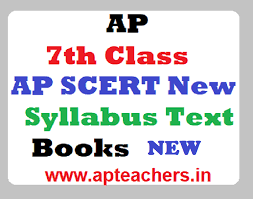 AP
7th Class
AP SCERT New
Syllabus Text
Books NEW
www.apteachers.in